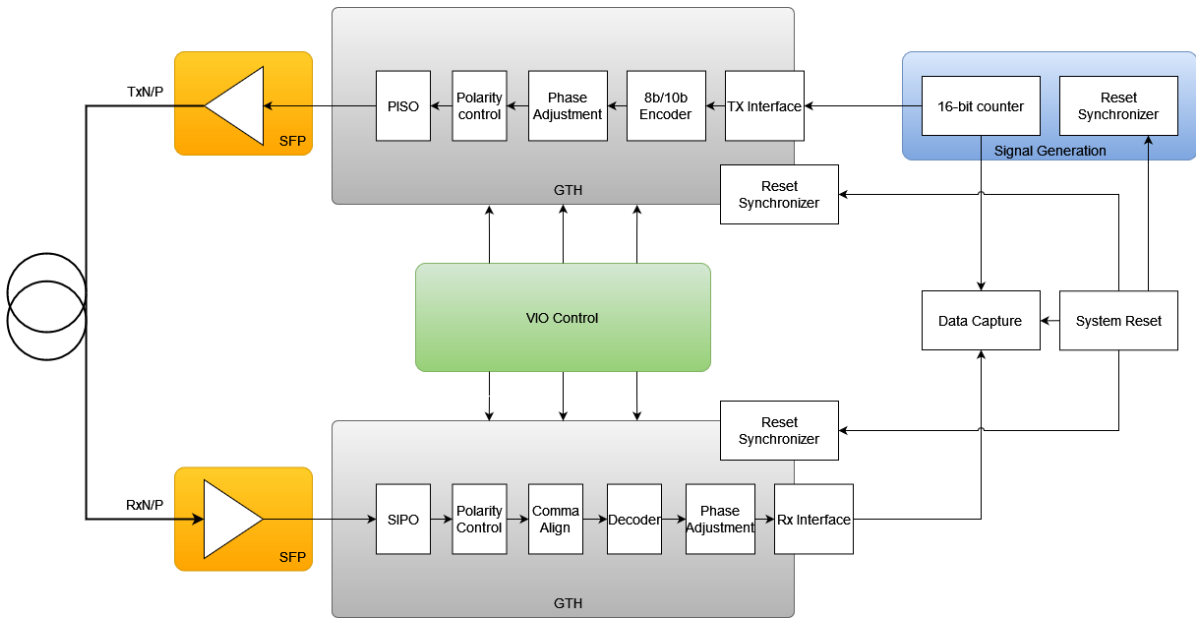 TxN/P
SFP
PISO
Polarity
control
Phase
Adjustment
8b/10b
Encoder
TX Interface
GTH
Reset
Synchronizer
16-bit counter
Reset
Synchronizer
Signal Generation
VIO Control
Data Capture
System Reset
Reset
Synchronizer
RxN/P
SFP
SIPO
Polarity
Control
Comma
Align
Decoder
Phase
Adjustment
Rx Interface
GTH